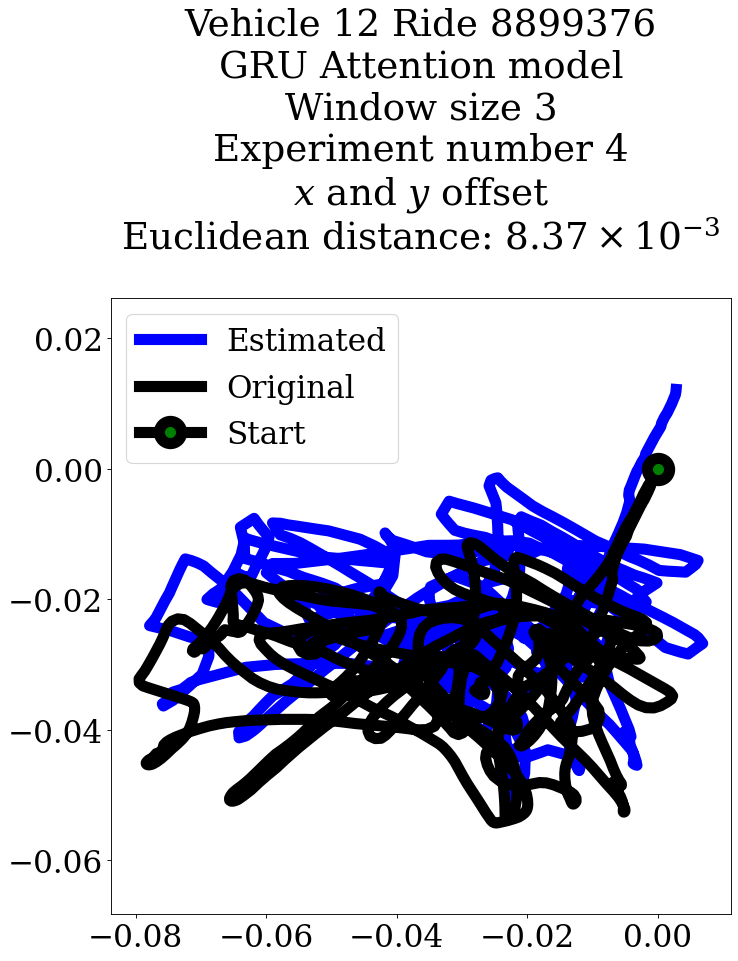 Vehicle 12 Ride 8899376
GRU Attention model
Window size 3
Experiment number 4
x and y offset
Euclidean distance: 8.37 × 10⁻³
0.02
0.00
−0.02
−0.04
−0.06
Estimated
Original
Start
−0.08 −0.06 −0.04 −0.02 0.00